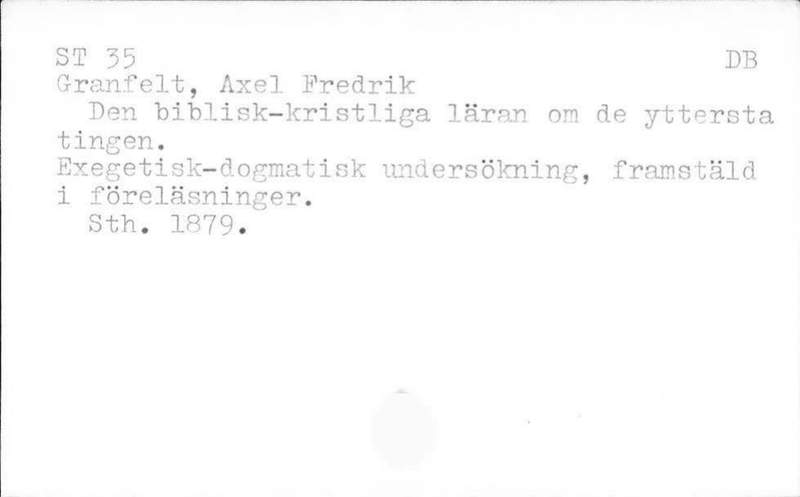 ST 35 DB
Granfelt, Axel Fredrik
Den biblisk-kristliga läran om de yttersta
tingen.
Exegetisk-dogmatisk undersökning, framstäld
i föreläsninger.
Sth. 1879.